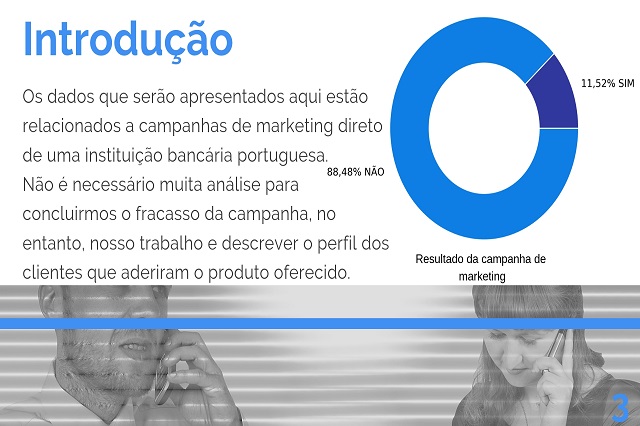 Introdução
Os dados que serão apresentados aqui estão
relacionados a campanhas de marketing direto
de uma instituição bancária portuguesa.
Não é necessário muita análise para
concluirmos o fracasso da campanha, no
entanto, nosso trabalho e descrever o perfil dos
clientes que aderiram o produto oferecido.
11,52% SIM
88,48% NÃO
Resultado da campanha de
marketing
3